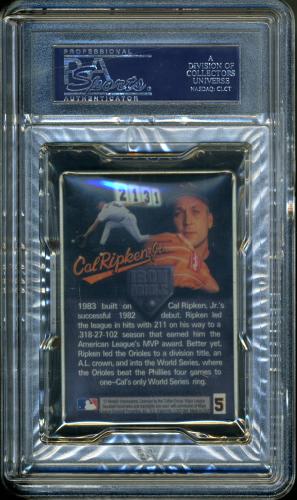 PROFESSIONAL
PSA
Sports
AUTHENTICATOR
A
DIVISION OF
COLLECTORS
UNIVERSE
NASDAQ: CLCT
2131
Cal Ripken, Jr.
IRON
1983 built on Cal Ripken, Jr.'s
successful 1982 debut. Ripken led
the league in hits with 211 on his way to a
318-27-102 season that earned him the
American League's MVP award. Better yet,
Ripken led the Orioles to a division title, an
A.L. crown, and into the World Series, where
the Orioles beat the Phillies four games to
one–Cal's only World Series ring.
5